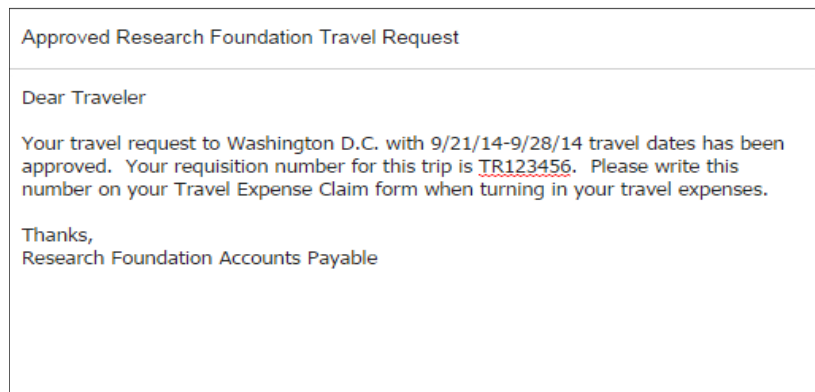 Approved Research Foundation Travel Request
Dear Traveler
Your travel request to Washington D.C. with 9/21/14-9/28/14 travel dates has been
approved.  Your requisition number for this trip is TR123456.  Please write this
number on your Travel Expense Claim form when turning in your travel expenses.
Thanks,
Research Foundation Accounts Payable